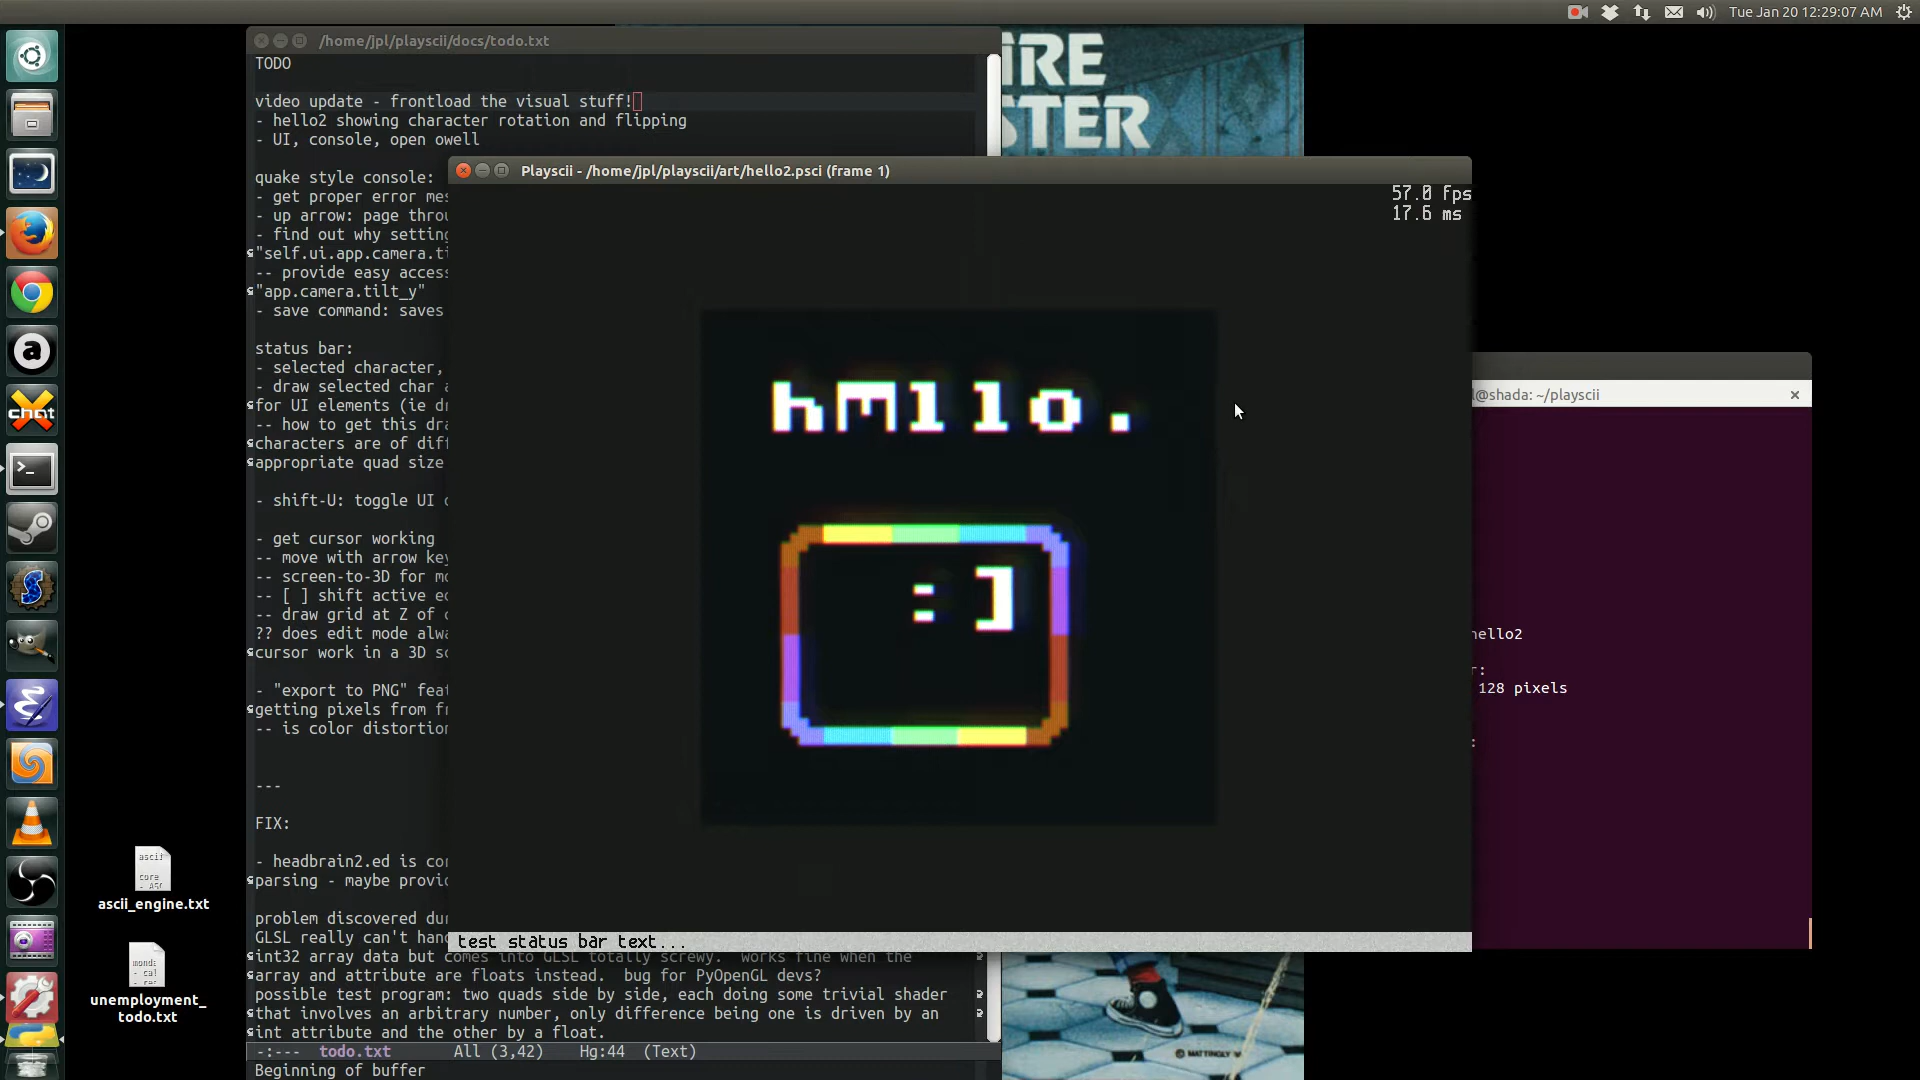 Tue Jan 20 12:29:07 AM
/home/jpl/playscii/docs/todo.txt
TODO
video update - frontload the visual stuff!
- hello2 showing character rotation and flipping
- UI, console, open owell
quake style console:
- get proper error mes
- up arrow: page throu
- find out why setting
"self.ui.app.camera.ti
-- provide easy access
"app.camera.tilt_y"
- save command: saves
status bar:
- selected character,
- draw selected char a
for UI elements (ie dr
-- how to get this dra
characters are of diff
appropriate quad size
- shift-U: toggle UI
- get cursor working
-- move with arrow key
-- screen-to-3D for mo
-- [ ] shift active ed
-- draw grid at Z of c
?? does edit mode alwa
cursor work in a 3D sc
- "export to PNG" feat
getting pixels from fr
-- is color distortion
---
FIX:
- headbrain2.ed is cor
parsing - maybe provid
problem discovered dur
GLSL really can't hand
int32 array data but comes into GLSL totally screwy.  works fine when the
array and attribute are floats instead.  bug for PyOpenGL devs?
possible test program: two quads side by side, each doing some trivial shader
that involves an arbitrary number, only difference being one is driven by an
int attribute and the other by a float.
-:---  todo.txt       All (3,42)    Hg:44  (Text)
Beginning of buffer
IRE
STER
Playscii - /home/jpl/playscii/art/hello2.psci (frame 1)
57.0 fps
17.6 ms
hMllo.
: ]
test status bar text...
l@shada: ~/playscii
hello2
r:
128 pixels
:
© MATTINGLY
a
chat
ascii
core
ascii_engine.txt
unemployment_
todo.txt